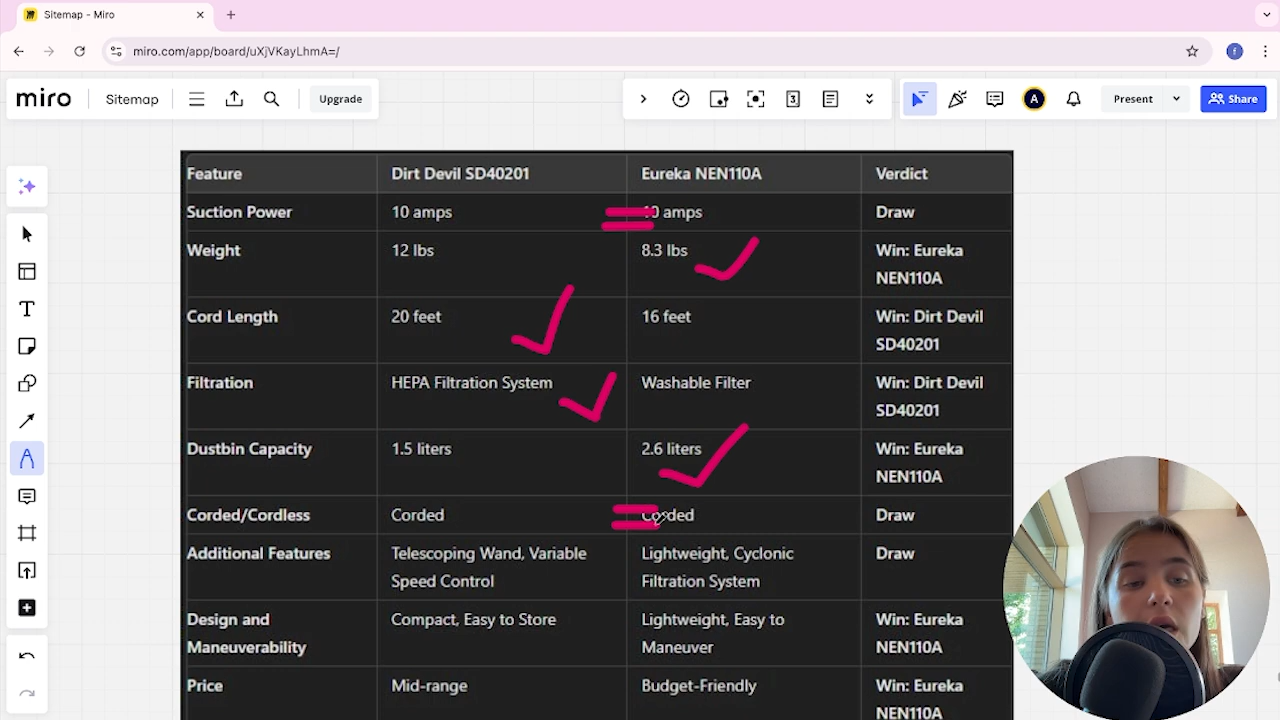 Sitemap - Miro
miro.com/app/board/uXjVKayLhmA=/
f
miro
Sitemap
Upgrade
3
A
Present
Share
Feature Dirt Devil SD40201 Eureka NEN110A Verdict
Suction Power 10 amps 10 amps Draw
Weight 12 lbs 8.3 lbs Win: Eureka
NEN110A
Cord Length 20 feet 16 feet Win: Dirt Devil
SD40201
Filtration HEPA Filtration System Washable Filter Win: Dirt Devil
SD40201
Dustbin Capacity 1.5 liters 2.6 liters Win: Eureka
NEN110A
Corded/Cordless Corded Corded Draw
Additional Features Telescoping Wand, Variable Lightweight, Cyclonic Draw
Speed Control Filtration System
Design and Compact, Easy to Store Lightweight, Easy to Win: Eureka
Maneuverability Maneuver NEN110A
Price Mid-range Budget-Friendly Win: Eureka
NEN110A